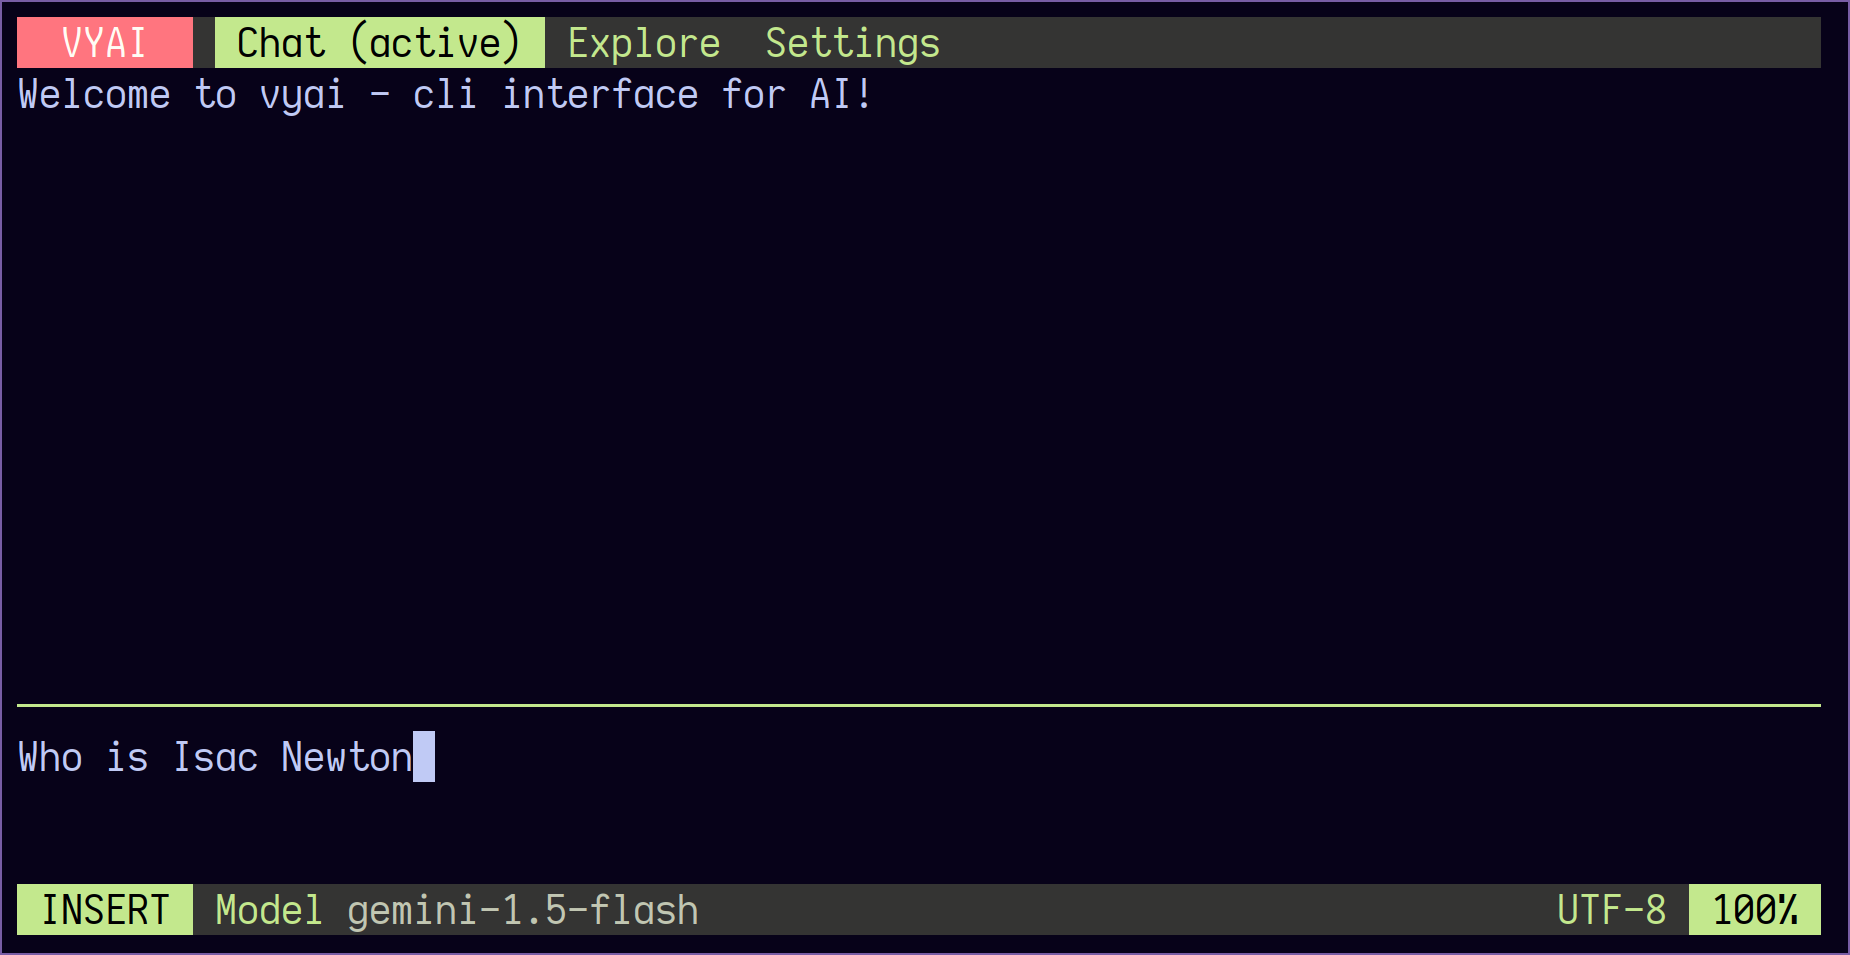 VYAI Chat (active) Explore Settings
Welcome to vyai - cli interface for AI!
Who is Isac Newton
INSERT Model gemini-1.5-flash UTF-8 100%